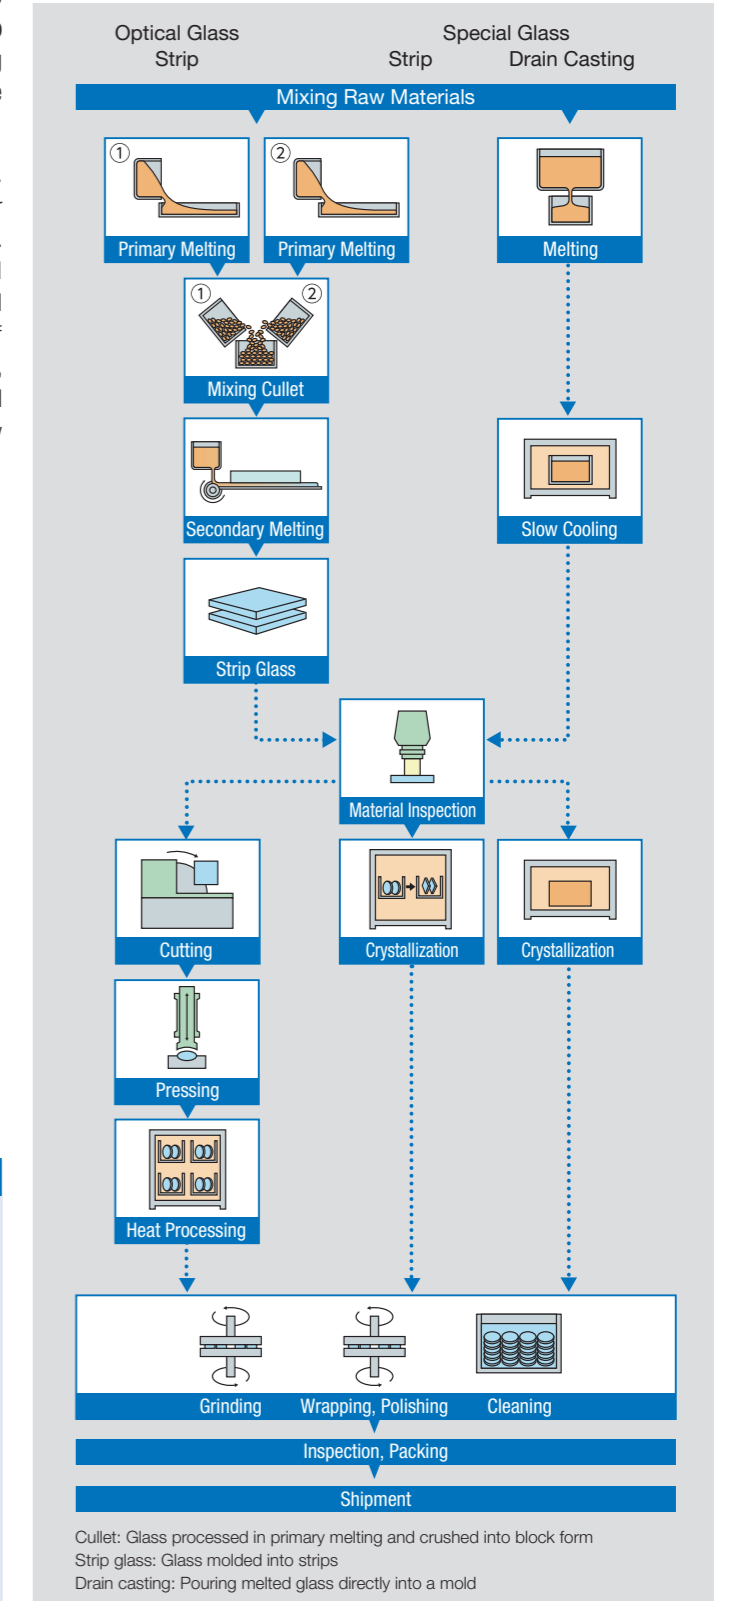 Optical Glass
Special Glass
Strip
Strip
Drain Casting
Mixing Raw Materials
①
②
Primary Melting
Primary Melting
Melting
①
②
Mixing Cullet
Secondary Melting
Slow Cooling
Strip Glass
Material Inspection
Cutting
Crystallization
Crystallization
Pressing
Heat Processing
Grinding
Wrapping, Polishing
Cleaning
Inspection, Packing
Shipment
Cullet: Glass processed in primary melting and crushed into block form
Strip glass: Glass molded into strips
Drain casting: Pouring melted glass directly into a mold